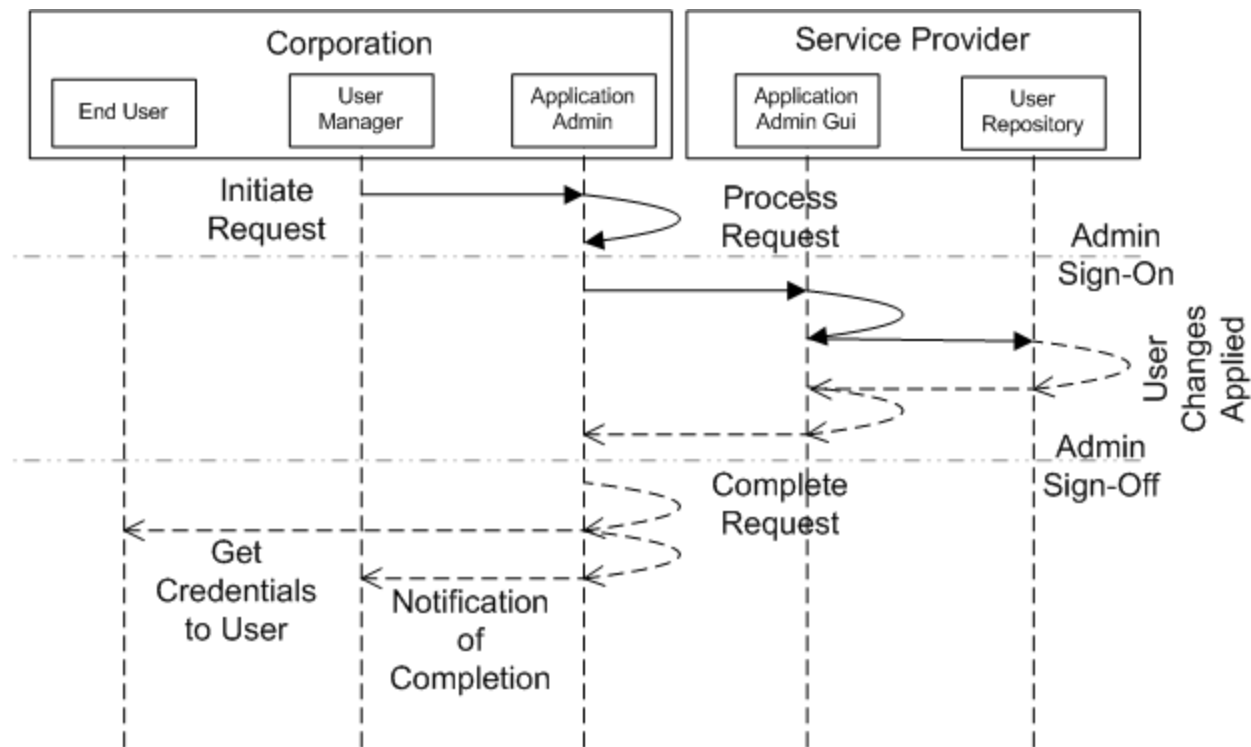 Corporation
Service Provider
End User
User
Manager
Application
Admin
Application
Admin Gui
User
Repository
Initiate
Request
Process
Request
Admin
Sign-On
User
Changes
Applied
Admin
Sign-Off
Complete
Request
Get
Credentials
to User
Notification
of
Completion